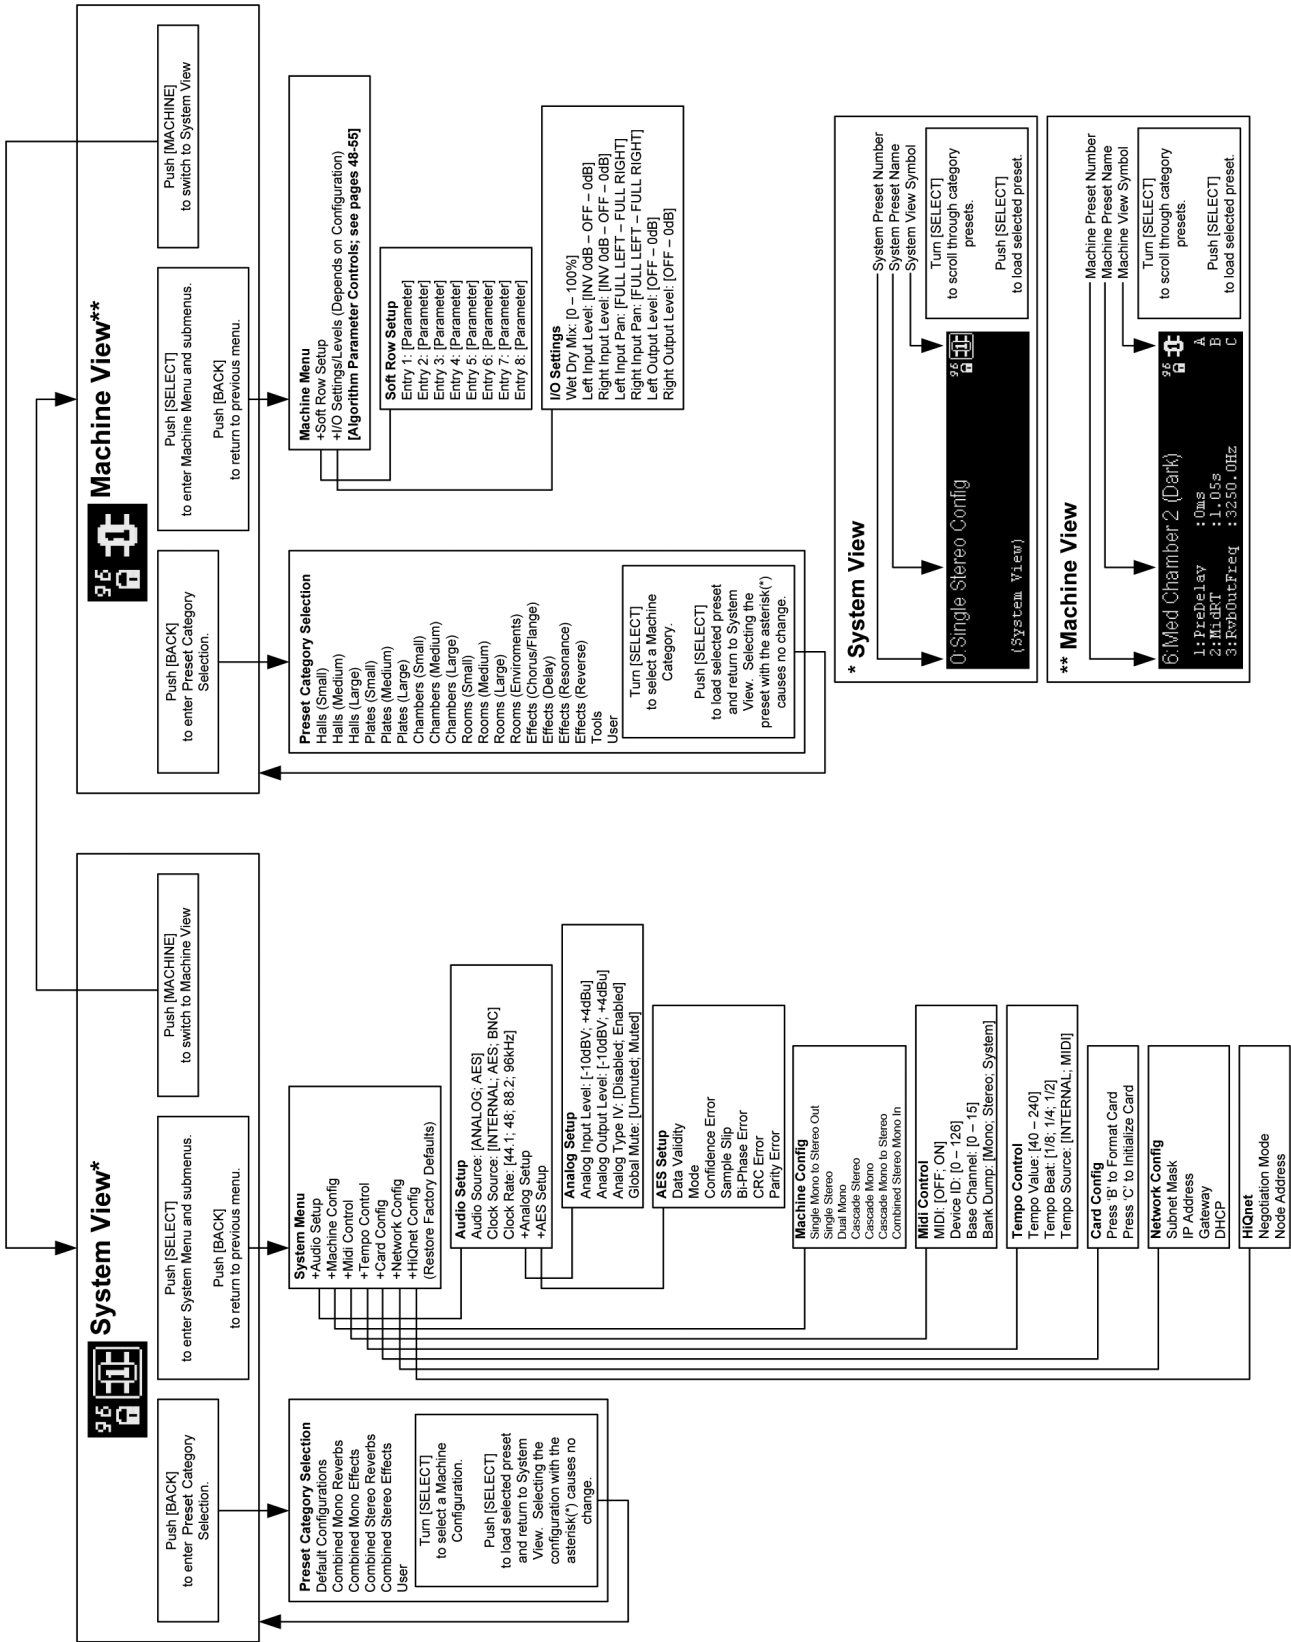 96
System View*
Push [BACK]
to enter Preset Category
Selection.
Push [SELECT]
to enter System Menu and submenus.
Push [BACK]
to return to previous menu.
Push [MACHINE]
to switch to Machine View
Preset Category Selection
Default Configurations
Combined Mono Reverbs
Combined Mono Effects
Combined Stereo Reverbs
Combined Stereo Effects
User
Turn [SELECT]
to select a Machine
Configuration.
Push [SELECT]
to load selected preset
and return to System
View. Selecting the
configuration with the
asterisk(*) causes no
change.
System Menu
+Audio Setup
+Machine Config
+Midi Control
+Tempo Control
+Card Config
+Network Config
+HiQnet Config
(Restore Factory Defaults)
Audio Setup
Audio Source: [ANALOG; AES]
Clock Source: [INTERNAL; AES; BNC]
Clock Rate: [44.1; 48; 88.2; 96kHz]
+Analog Setup
+AES Setup
Analog Setup
Analog Input Level: [-10dBV; +4dBu]
Analog Output Level: [-10dBV; +4dBu]
Analog Type IV: [Disabled; Enabled]
Global Mute: [Unmuted; Muted]
AES Setup
Data Validity
Mode
Confidence Error
Sample Slip
Bi-Phase Error
CRC Error
Parity Error
Machine Config
Single Mono to Stereo Out
Single Stereo
Dual Mono
Cascade Stereo
Cascade Mono
Cascade Mono to Stereo
Combined Stereo Mono In
Midi Control
MIDI: [OFF; ON]
Device ID: [0 – 126]
Base Channel: [0 – 15]
Bank Dump: [Mono; Stereo; System]
Tempo Control
Tempo Value: [40 – 240]
Tempo Beat: [1/8; 1/4; 1/2]
Tempo Source: [INTERNAL; MIDI]
Card Config
Press 'B' to Format Card
Press 'C' to Initialize Card
Network Config
Subnet Mask
IP Address
Gateway
DHCP
HiQnet
Negotiation Mode
Node Address
96
1
Machine View**
Push [BACK]
to enter Preset Category
Selection.
Push [SELECT]
to enter Machine Menu and submenus.
Push [BACK]
to return to previous menu.
Push [MACHINE]
to switch to System View
Preset Category Selection
Halls (Small)
Halls (Medium)
Halls (Large)
Plates (Small)
Plates (Medium)
Plates (Large)
Chambers (Small)
Chambers (Medium)
Chambers (Large)
Rooms (Small)
Rooms (Medium)
Rooms (Large)
Rooms (Enviroments)
Effects (Chorus/Flange)
Effects (Delay)
Effects (Resonance)
Effects (Reverse)
Tools
User
Turn [SELECT]
to select a Machine
Category.
Push [SELECT]
to load selected preset
and return to System
View. Selecting the
preset with the asterisk(*)
causes no change.
Machine Menu
+Soft Row Setup
+I/O Settings/Levels (Depends on Configuration)
[Algorithm Parameter Controls; see pages 48-55]
Soft Row Setup
Entry 1: [Parameter]
Entry 2: [Parameter]
Entry 3: [Parameter]
Entry 4: [Parameter]
Entry 5: [Parameter]
Entry 6: [Parameter]
Entry 7: [Parameter]
Entry 8: [Parameter]
I/O Settings
Wet Dry Mix: [0 – 100%]
Left Input Level: [INV 0dB – OFF – 0dB]
Right Input Level: [INV 0dB – OFF – 0dB]
Left Input Pan: [FULL LEFT – FULL RIGHT]
Right Input Pan: [FULL LEFT – FULL RIGHT]
Left Output Level: [OFF – 0dB]
Right Output Level: [OFF – 0dB]
* System View
System Preset Number
System Preset Name
System View Symbol
0:Single Stereo Config
96
1
(System View)
Turn [SELECT]
to scroll through category
presets.
Push [SELECT]
to load selected preset.
** Machine View
Machine Preset Number
Machine Preset Name
Machine View Symbol
6:Med Chamber 2 (Dark)
96
1
1:PreDelay :0ms A
2:MidRT :1.05s B
3:RvbOutFreq :3250.0Hz C
Turn [SELECT]
to scroll through category
presets.
Push [SELECT]
to load selected preset.